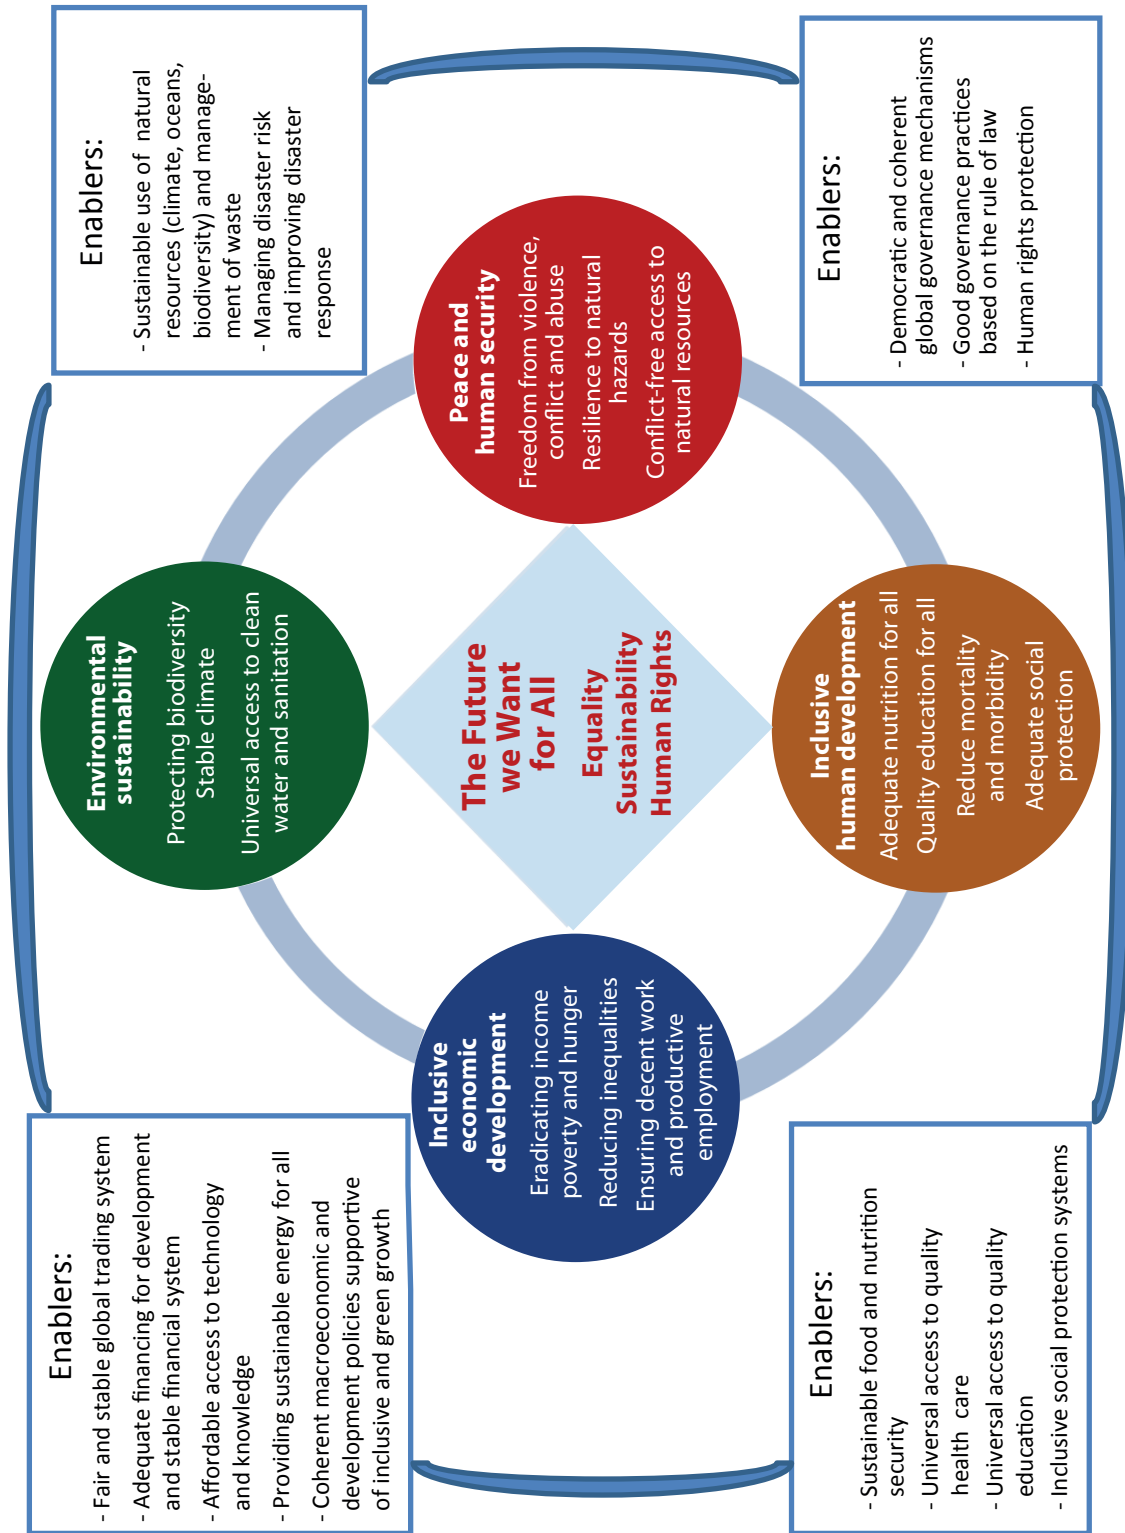 Enablers:
- Fair and stable global trading system
- Adequate financing for development
and stable financial system
- Affordable access to technology
and knowledge
- Providing sustainable energy for all
- Coherent macroeconomic and
development policies supportive
of inclusive and green growth
Environmental
sustainability
Protecting biodiversity
Stable climate
Universal access to clean
water and sanitation
Enablers:
- Sustainable use of natural
resources (climate, oceans,
biodiversity) and manage-
ment of waste
- Managing disaster risk
and improving disaster
response
Inclusive
economic
development
Eradicating income
poverty and hunger
Reducing inequalities
Ensuring decent work
and productive
employment
The Future
we Want
for All
Equality
Sustainability
Human Rights
Peace and
human security
Freedom from violence,
conflict and abuse
Resilience to natural
hazards
Conflict-free access to
natural resources
Enablers:
- Sustainable food and nutrition
security
- Universal access to quality
health care
- Universal access to quality
education
- Inclusive social protection systems
Inclusive
human development
Adequate nutrition for all
Quality education for all
Reduce mortality
and morbidity
Adequate social
protection
Enablers:
- Democratic and coherent
global governance mechanisms
- Good governance practices
based on the rule of law
- Human rights protection